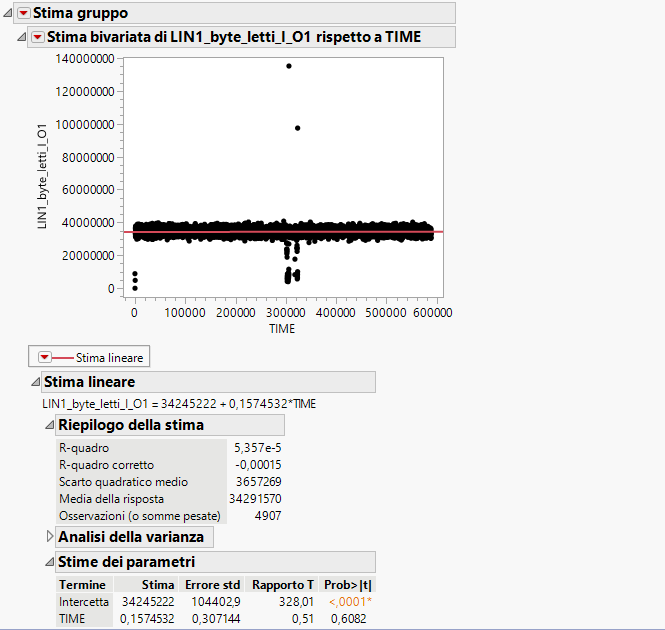 Stima gruppo
Stima bivariata di LIN1_byte_letti_I_O1 rispetto a TIME
LIN1_byte_letti_I_O1
140000000
120000000
100000000
80000000
60000000
40000000
20000000
0
0 100000 200000 300000 400000 500000 600000
TIME
Stima lineare
Stima lineare
LIN1_byte_letti_I_O1 = 34245222 + 0,1574532*TIME
Riepilogo della stima
R-quadro 5,357e-5
R-quadro corretto -0,00015
Scarto quadratico medio 3657269
Media della risposta 34291570
Osservazioni (o somme pesate) 4907
Analisi della varianza
Stime dei parametri
Termine Stima Errore std Rapporto T Prob>|t|
Intercetta 34245222 104402,9 328,01 <,0001*
TIME 0,1574532 0,307144 0,51 0,6082